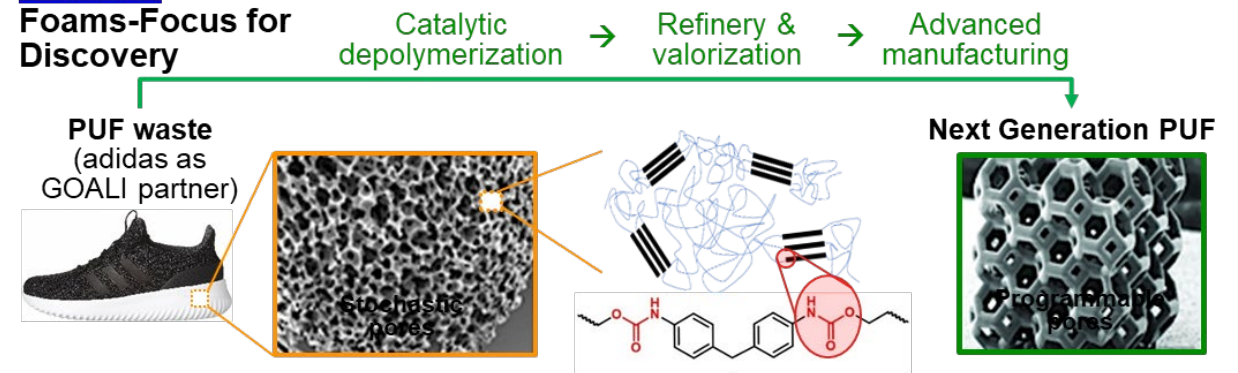 Foams-Focus for
Discovery
Catalytic
depolymerization
→
Refinery &
valorization
→
Advanced
manufacturing
PUF waste
(adidas as
GOALI partner)
Next Generation PUF
Stochastic
pores
Programmable
pores
O
O
H
N
H
N
O
O